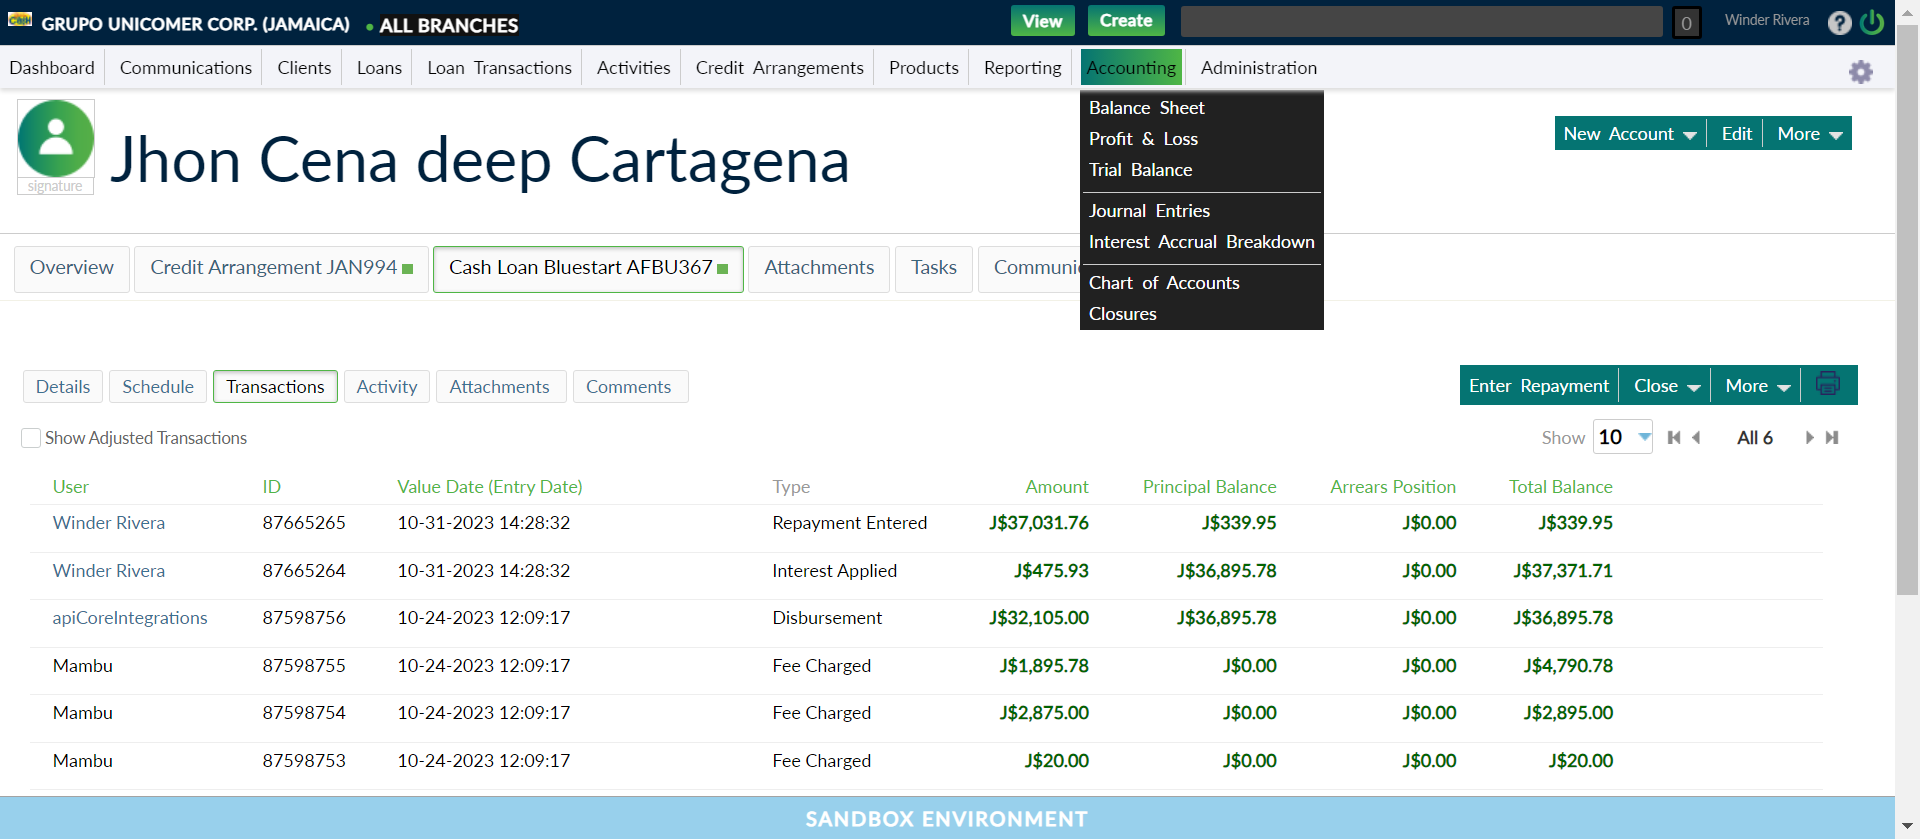 CaSH GRUPO UNICOMER CORP. (JAMAICA) ALL BRANCHES View Create 0 Winder Rivera ?
Dashboard Communications Clients Loans Loan Transactions Activities Credit Arrangements Products Reporting Accounting Administration
Balance Sheet
Profit & Loss
Trial Balance
Journal Entries
Interest Accrual Breakdown
Chart of Accounts
Closures
signature
Jhon Cena deep Cartagena
New Account Edit More
Overview Credit Arrangement JAN994 Cash Loan Bluestart AFBU367 Attachments Tasks Communi
Details Schedule Transactions Activity Attachments Comments
Enter Repayment Close More
Show Adjusted Transactions Show 10 All 6
User ID Value Date (Entry Date) Type Amount Principal Balance Arrears Position Total Balance
Winder Rivera 87665265 10-31-2023 14:28:32 Repayment Entered J$37,031.76 J$339.95 J$0.00 J$339.95
Winder Rivera 87665264 10-31-2023 14:28:32 Interest Applied J$475.93 J$36,895.78 J$0.00 J$37,371.71
apiCoreIntegrations 87598756 10-24-2023 12:09:17 Disbursement J$32,105.00 J$36,895.78 J$0.00 J$36,895.78
Mambu 87598755 10-24-2023 12:09:17 Fee Charged J$1,895.78 J$0.00 J$0.00 J$4,790.78
Mambu 87598754 10-24-2023 12:09:17 Fee Charged J$2,875.00 J$0.00 J$0.00 J$2,895.00
Mambu 87598753 10-24-2023 12:09:17 Fee Charged J$20.00 J$0.00 J$0.00 J$20.00
SANDBOX ENVIRONMENT